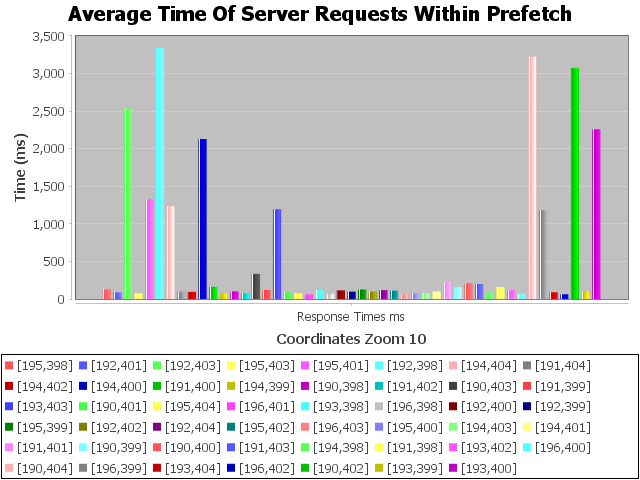 Average Time Of Server Requests Within Prefetch
3,500
3,000
2,500
2,000
1,500
1,000
500
0
Time (ms)
Response Times ms
Coordinates Zoom 10
[195,398] [192,401] [192,403] [195,403] [195,401] [192,398] [194,404] [191,404]
[194,402] [194,400] [191,400] [194,399] [190,398] [191,402] [190,403] [191,399]
[193,403] [190,401] [195,404] [196,401] [193,398] [196,398] [192,400] [192,399]
[195,399] [192,402] [192,404] [195,402] [196,403] [195,400] [194,403] [194,401]
[191,401] [190,399] [190,400] [191,403] [194,398] [191,398] [193,402] [196,400]
[190,404] [196,399] [193,404] [196,402] [190,402] [193,399] [193,400]